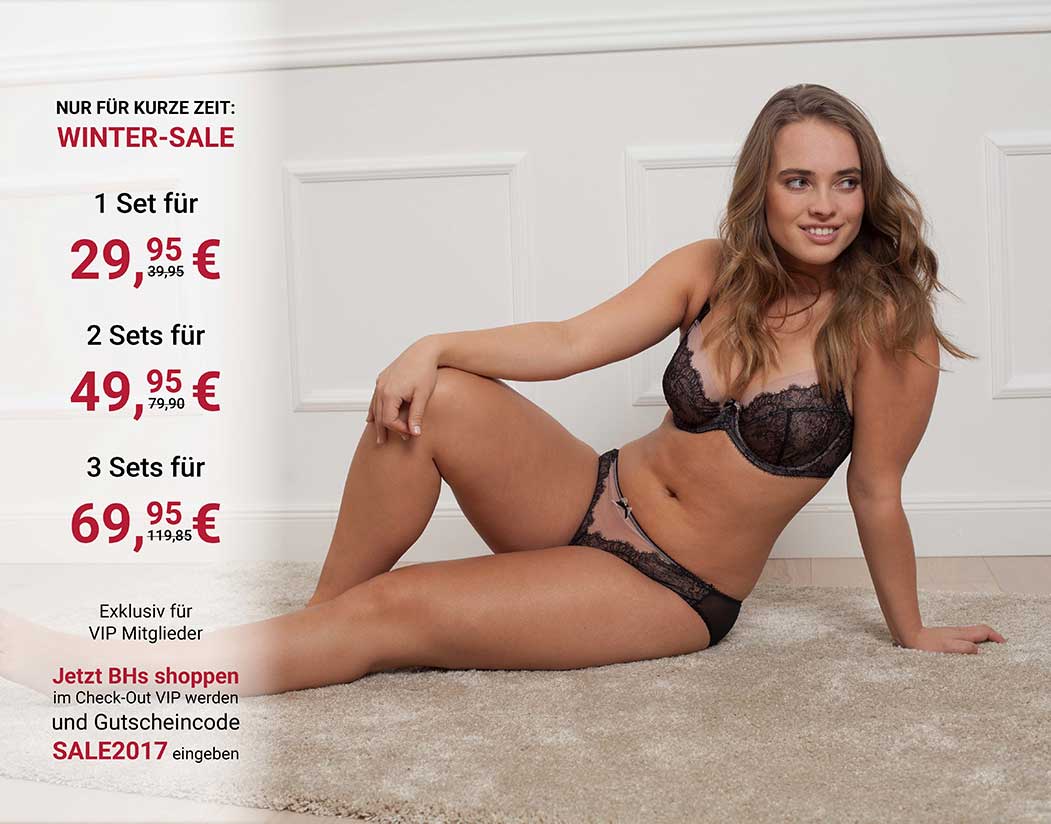 NUR FÜR KURZE ZEIT:
WINTER-SALE
1 Set für
29,95 € 39,95
2 Sets für
49,95 € 79,90
3 Sets für
69,95 € 119,85
Exklusiv für
VIP Mitglieder
Jetzt BHs shoppen
im Check-Out VIP werden
und Gutscheincode
SALE2017 eingeben